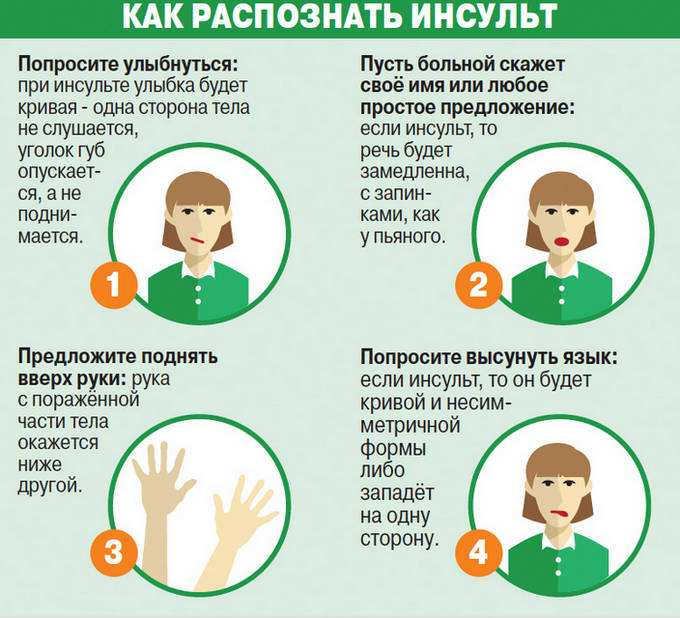 КАК РАСПОЗНАТЬ ИНСУЛЬТ
Попросите улыбнуться:
при инсульте улыбка будет
кривая - одна сторона тела
не слушается,
уголок губ
опускает-
ся, а не
подни-
мается.
1
Пусть больной скажет
своё имя или любое
простое предложение:
если инсульт, то
речь будет
замедленна,
с запин-
ками, как
у пьяного.
2
Предложите поднять
вверх руки: рука
с поражённой
части тела
окажется
ниже
другой.
3
Попросите высунуть язык:
если инсульт, то он будет
кривой и несим-
метричной
формы
либо
западёт
на одну
сторону.
4